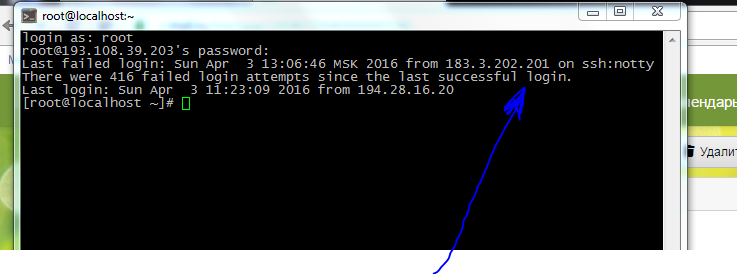 root@localhost:~
login as: root
root@193.108.39.203's password:
Last failed login: Sun Apr  3 13:06:46 MSK 2016 from 183.3.202.201 on ssh:notty
There were 416 failed login attempts since the last successful login.
Last login: Sun Apr  3 11:23:09 2016 from 194.28.16.20
[root@localhost ~]#
лендарь
Удалит